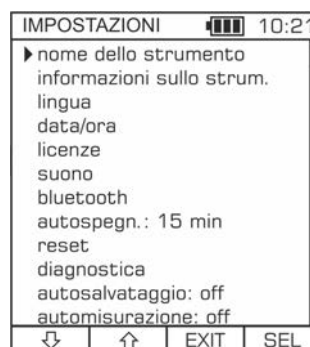 IMPOSTAZIONI 10:21
nome dello strumento
informazioni sullo strum.
lingua
data/ora
licenze
suono
bluetooth
autospegn.: 15 min
reset
diagnostica
autosalvataggio: off
automisurazione: off
EXIT SEL